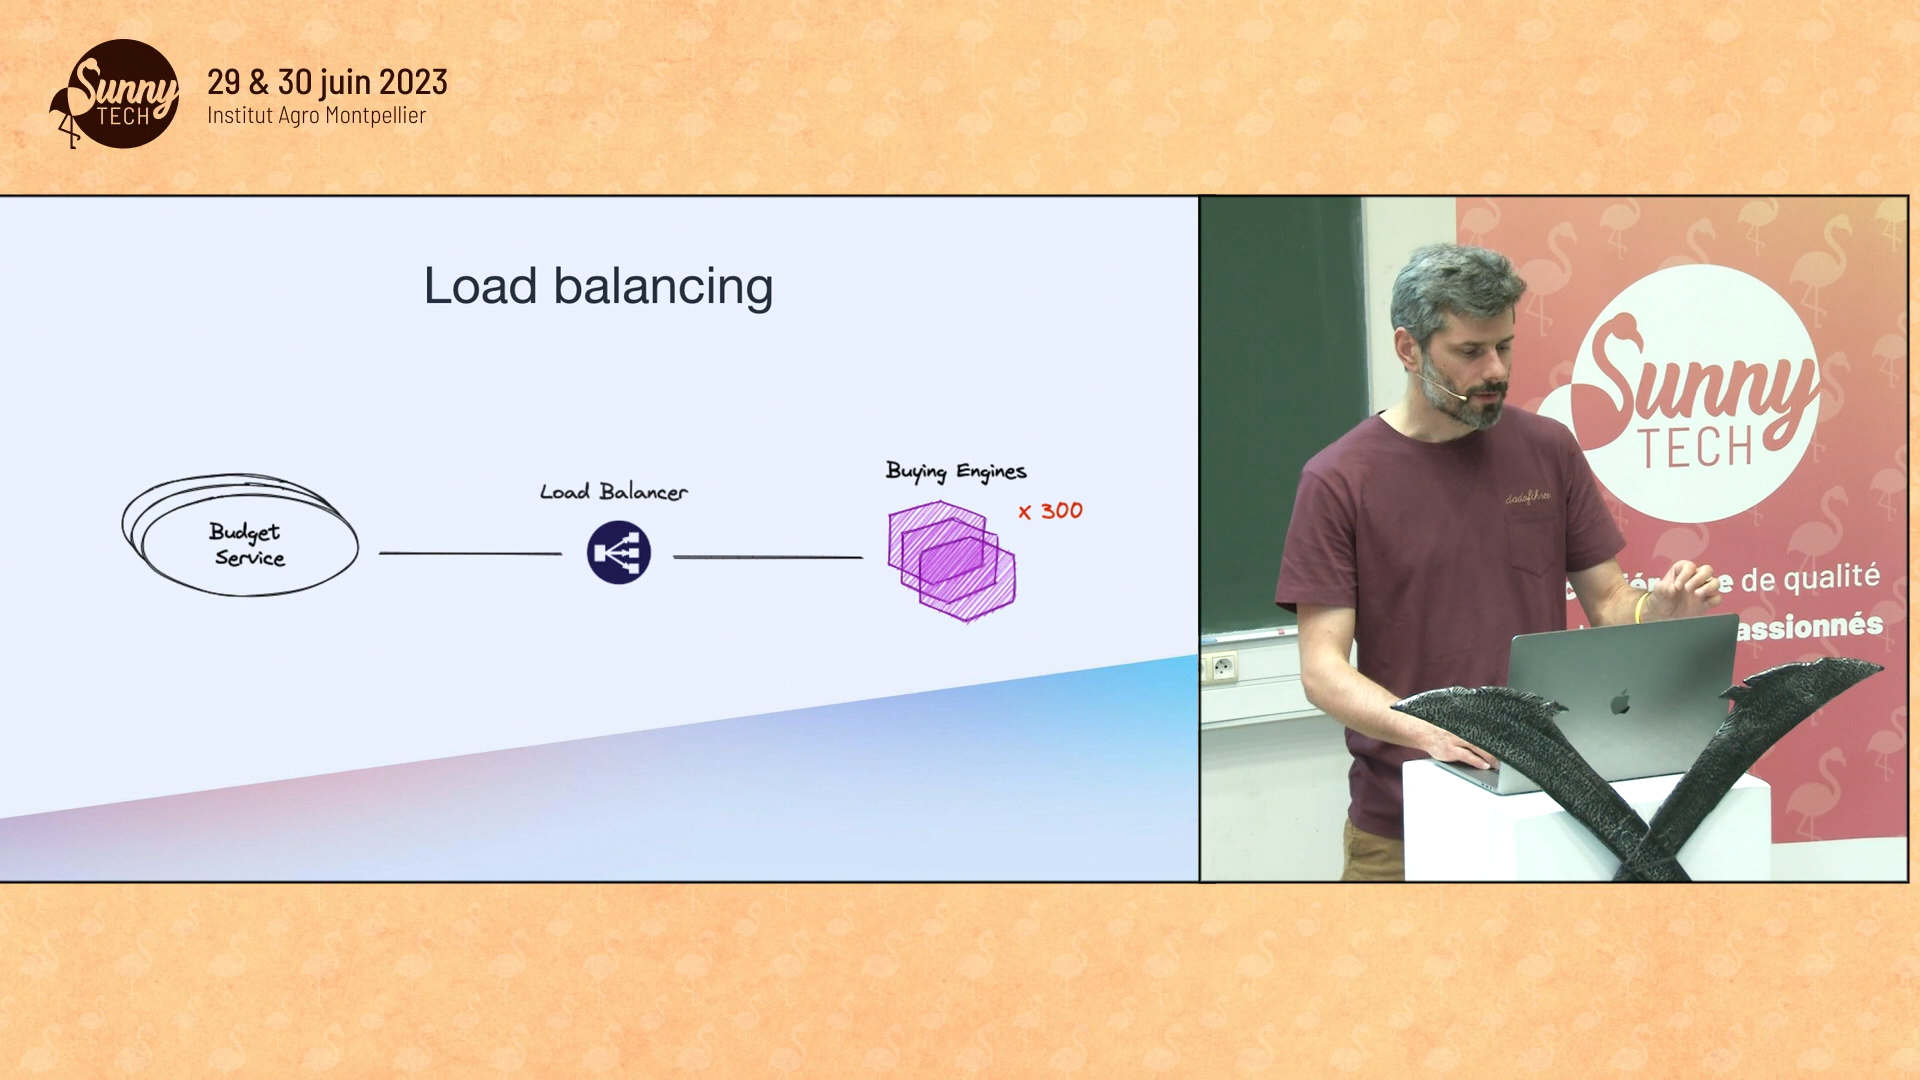 Sunny
TECH
29 & 30 juin 2023
Institut Agro Montpellier
Load balancing
Budget
Service
Load Balancer
Buying Engines
x 300
Sunny
TECH
de qualité
assionnés